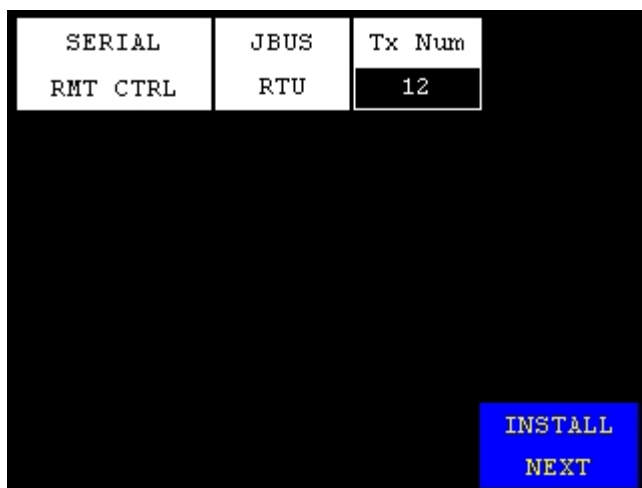 SERIAL
RMT CTRL
JBUS
RTU
Tx Num
12
INSTALL
NEXT